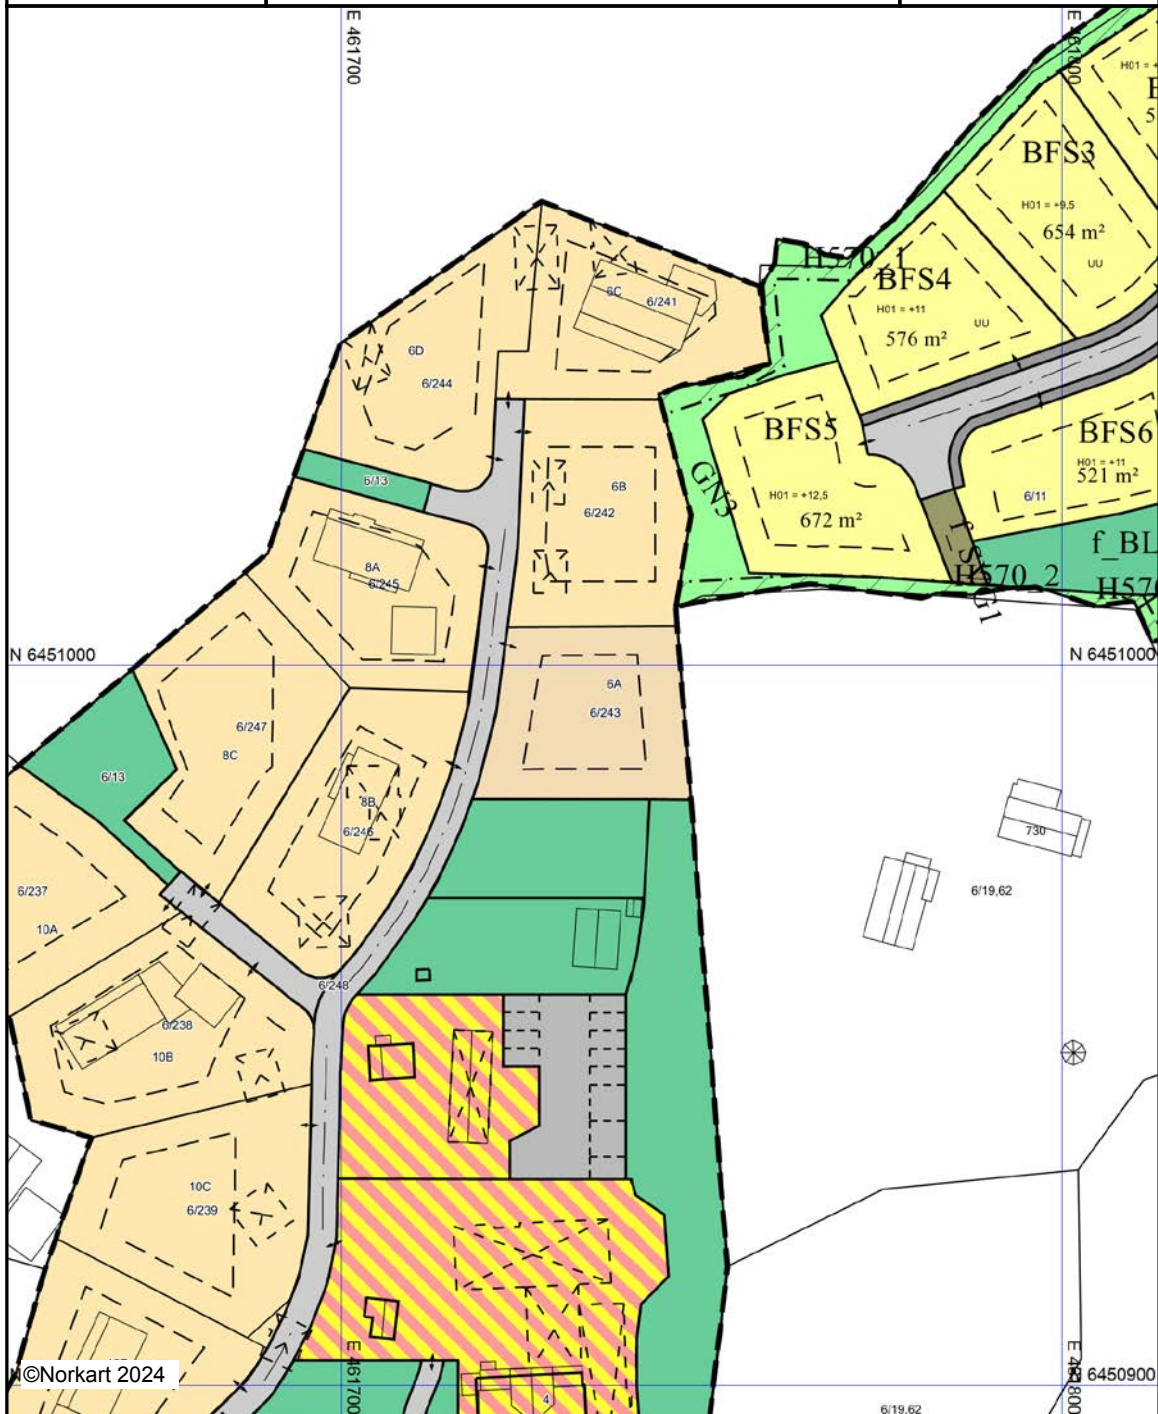 E 461700
E 461800
H01 = +
BFS3
H01 = +9,5
654 m²
UU
H570_1
BFS4
H01 = +11
UU
576 m²
6C
6/241
6D
6/244
BFS5
BFS6
H01 = +11
521 m²
6/11
H01 = +12,5
672 m²
GN3
6/13
6B
6/242
f_BL
H570_2
8A
6/245
N 6451000
N 6451000
6A
6/243
6/247
8C
6/13
8B
6/246
730
6/237
10A
6/19,62
6/248
6/238
10B
10C
6/239
©Norkart 2024
E 461700
E 461800
6450900
4
6/19,62